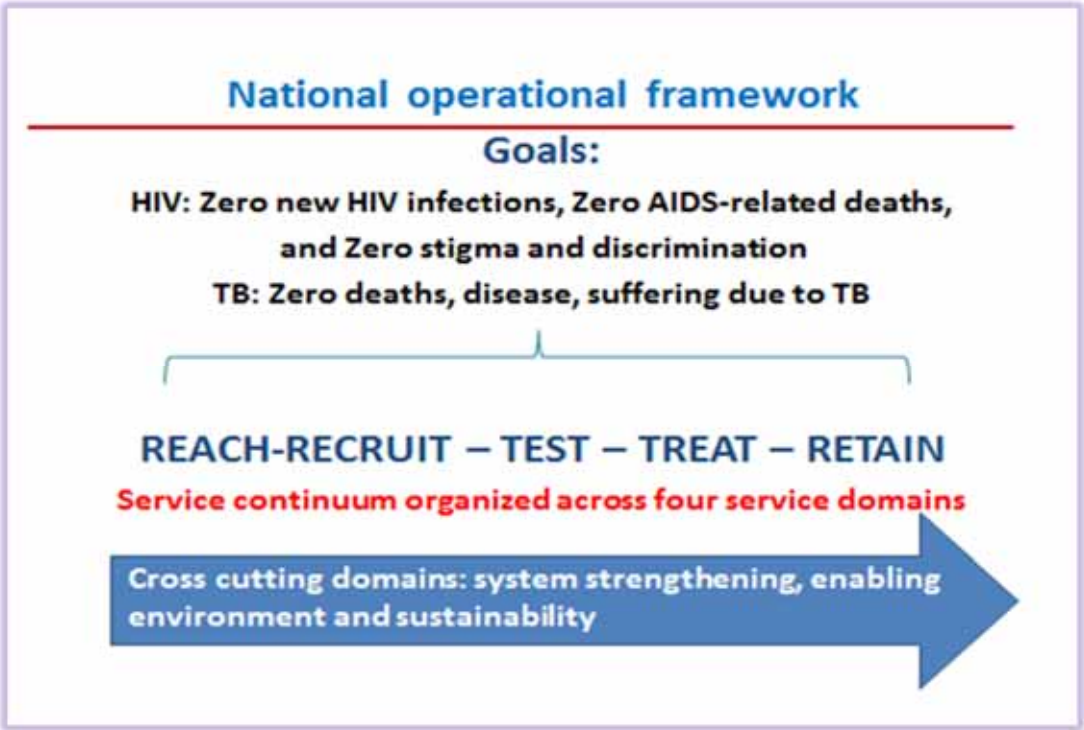 National operational framework
Goals:
HIV: Zero new HIV infections, Zero AIDS-related deaths,
and Zero stigma and discrimination
TB: Zero deaths, disease, suffering due to TB
REACH-RECRUIT – TEST – TREAT – RETAIN
Service continuum organized across four service domains
Cross cutting domains: system strengthening, enabling
environment and sustainability